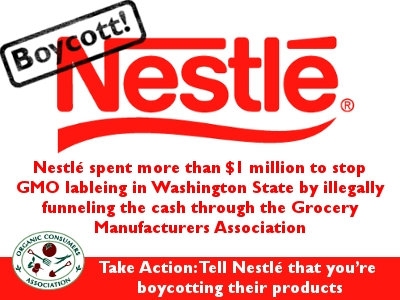 Boycott!
Nestlé®
Nestlé spent more than $1 million to stop
GMO lableing in Washington State by illegally
funneling the cash through the Grocery
Manufacturers Association
ORGANIC CONSUMERS
ASSOCIATION
Take Action: Tell Nestlé that you're
boycotting their products